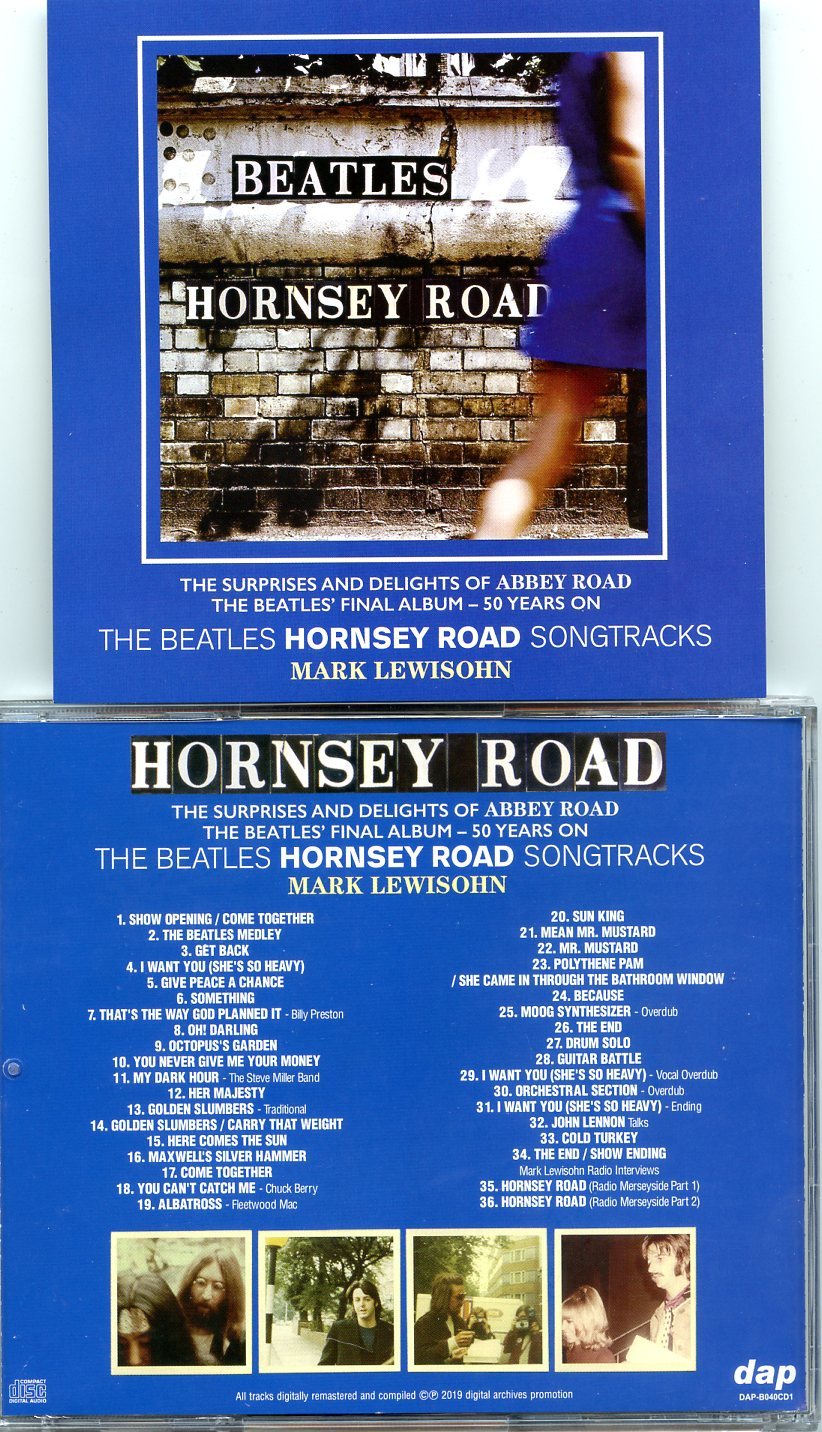 BEATLES
HORNSEY ROAD
THE SURPRISES AND DELIGHTS OF ABBEY ROAD
THE BEATLES' FINAL ALBUM – 50 YEARS ON
THE BEATLES HORNSEY ROAD SONGTRACKS
MARK LEWISOHN
HORNSEY ROAD
THE SURPRISES AND DELIGHTS OF ABBEY ROAD
THE BEATLES' FINAL ALBUM – 50 YEARS ON
THE BEATLES HORNSEY ROAD SONGTRACKS
MARK LEWISOHN
1. SHOW OPENING / COME TOGETHER
2. THE BEATLES MEDLEY
3. GET BACK
4. I WANT YOU (SHE'S SO HEAVY)
5. GIVE PEACE A CHANCE
6. SOMETHING
7. THAT'S THE WAY GOD PLANNED IT - Billy Preston
8. OH! DARLING
9. OCTOPUS'S GARDEN
10. YOU NEVER GIVE ME YOUR MONEY
11. MY DARK HOUR - The Steve Miller Band
12. HER MAJESTY
13. GOLDEN SLUMBERS - Traditional
14. GOLDEN SLUMBERS / CARRY THAT WEIGHT
15. HERE COMES THE SUN
16. MAXWELL'S SILVER HAMMER
17. COME TOGETHER
18. YOU CAN'T CATCH ME - Chuck Berry
19. ALBATROSS - Fleetwood Mac
20. SUN KING
21. MEAN MR. MUSTARD
22. MR. MUSTARD
23. POLYTHENE PAM
/ SHE CAME IN THROUGH THE BATHROOM WINDOW
24. BECAUSE
25. MOOG SYNTHESIZER - Overdub
26. THE END
27. DRUM SOLO
28. GUITAR BATTLE
29. I WANT YOU (SHE'S SO HEAVY) - Vocal Overdub
30. ORCHESTRAL SECTION - Overdub
31. I WANT YOU (SHE'S SO HEAVY) - Ending
32. JOHN LENNON Talks
33. COLD TURKEY
34. THE END / SHOW ENDING
Mark Lewisohn Radio Interviews
35. HORNSEY ROAD (Radio Merseyside Part 1)
36. HORNSEY ROAD (Radio Merseyside Part 2)
COMPACT
disc
DIGITAL AUDIO
All tracks digitally remastered and compiled ©℗ 2019 digital archives promotion
dap
DAP-B040CD1